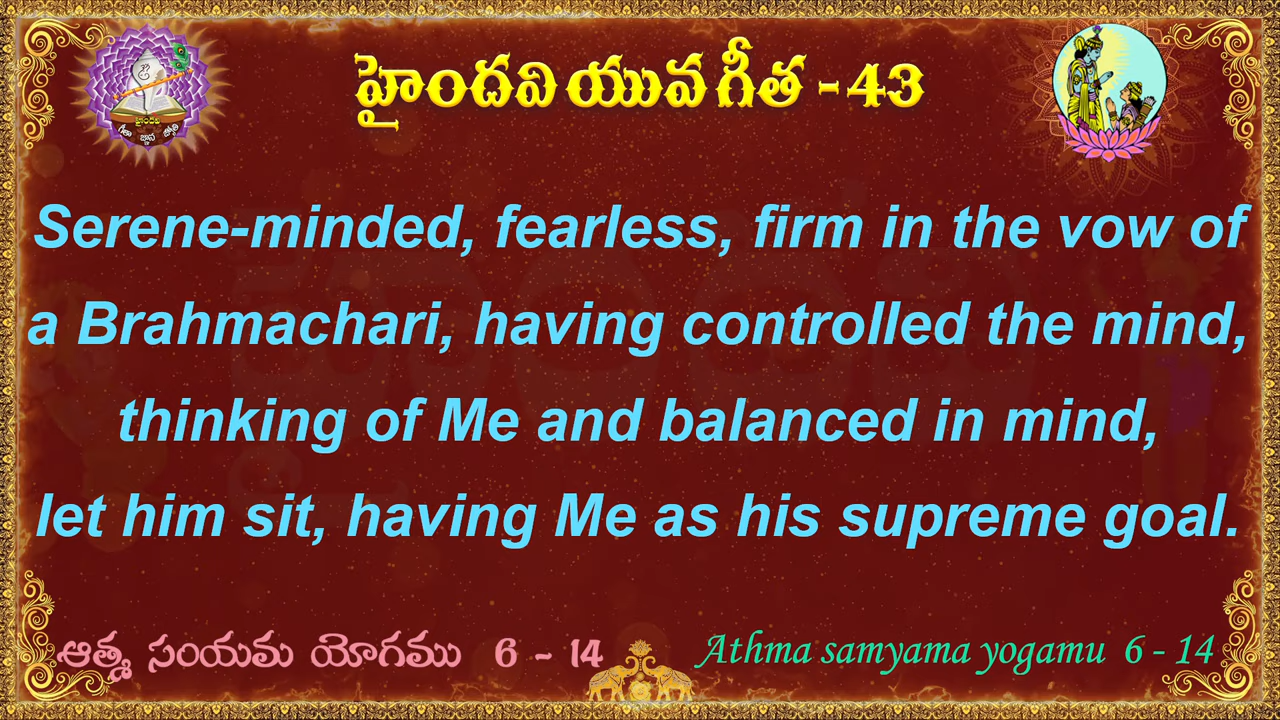 హైందవి యువ గీత - 43
హైందవి
గీతా జ్ఞాన జ్యోతి
Serene-minded, fearless, firm in the vow of
a Brahmachari, having controlled the mind,
thinking of Me and balanced in mind,
let him sit, having Me as his supreme goal.
ఆత్మ సంయమ యోగము 6 - 14
Athma samyama yogamu 6 - 14